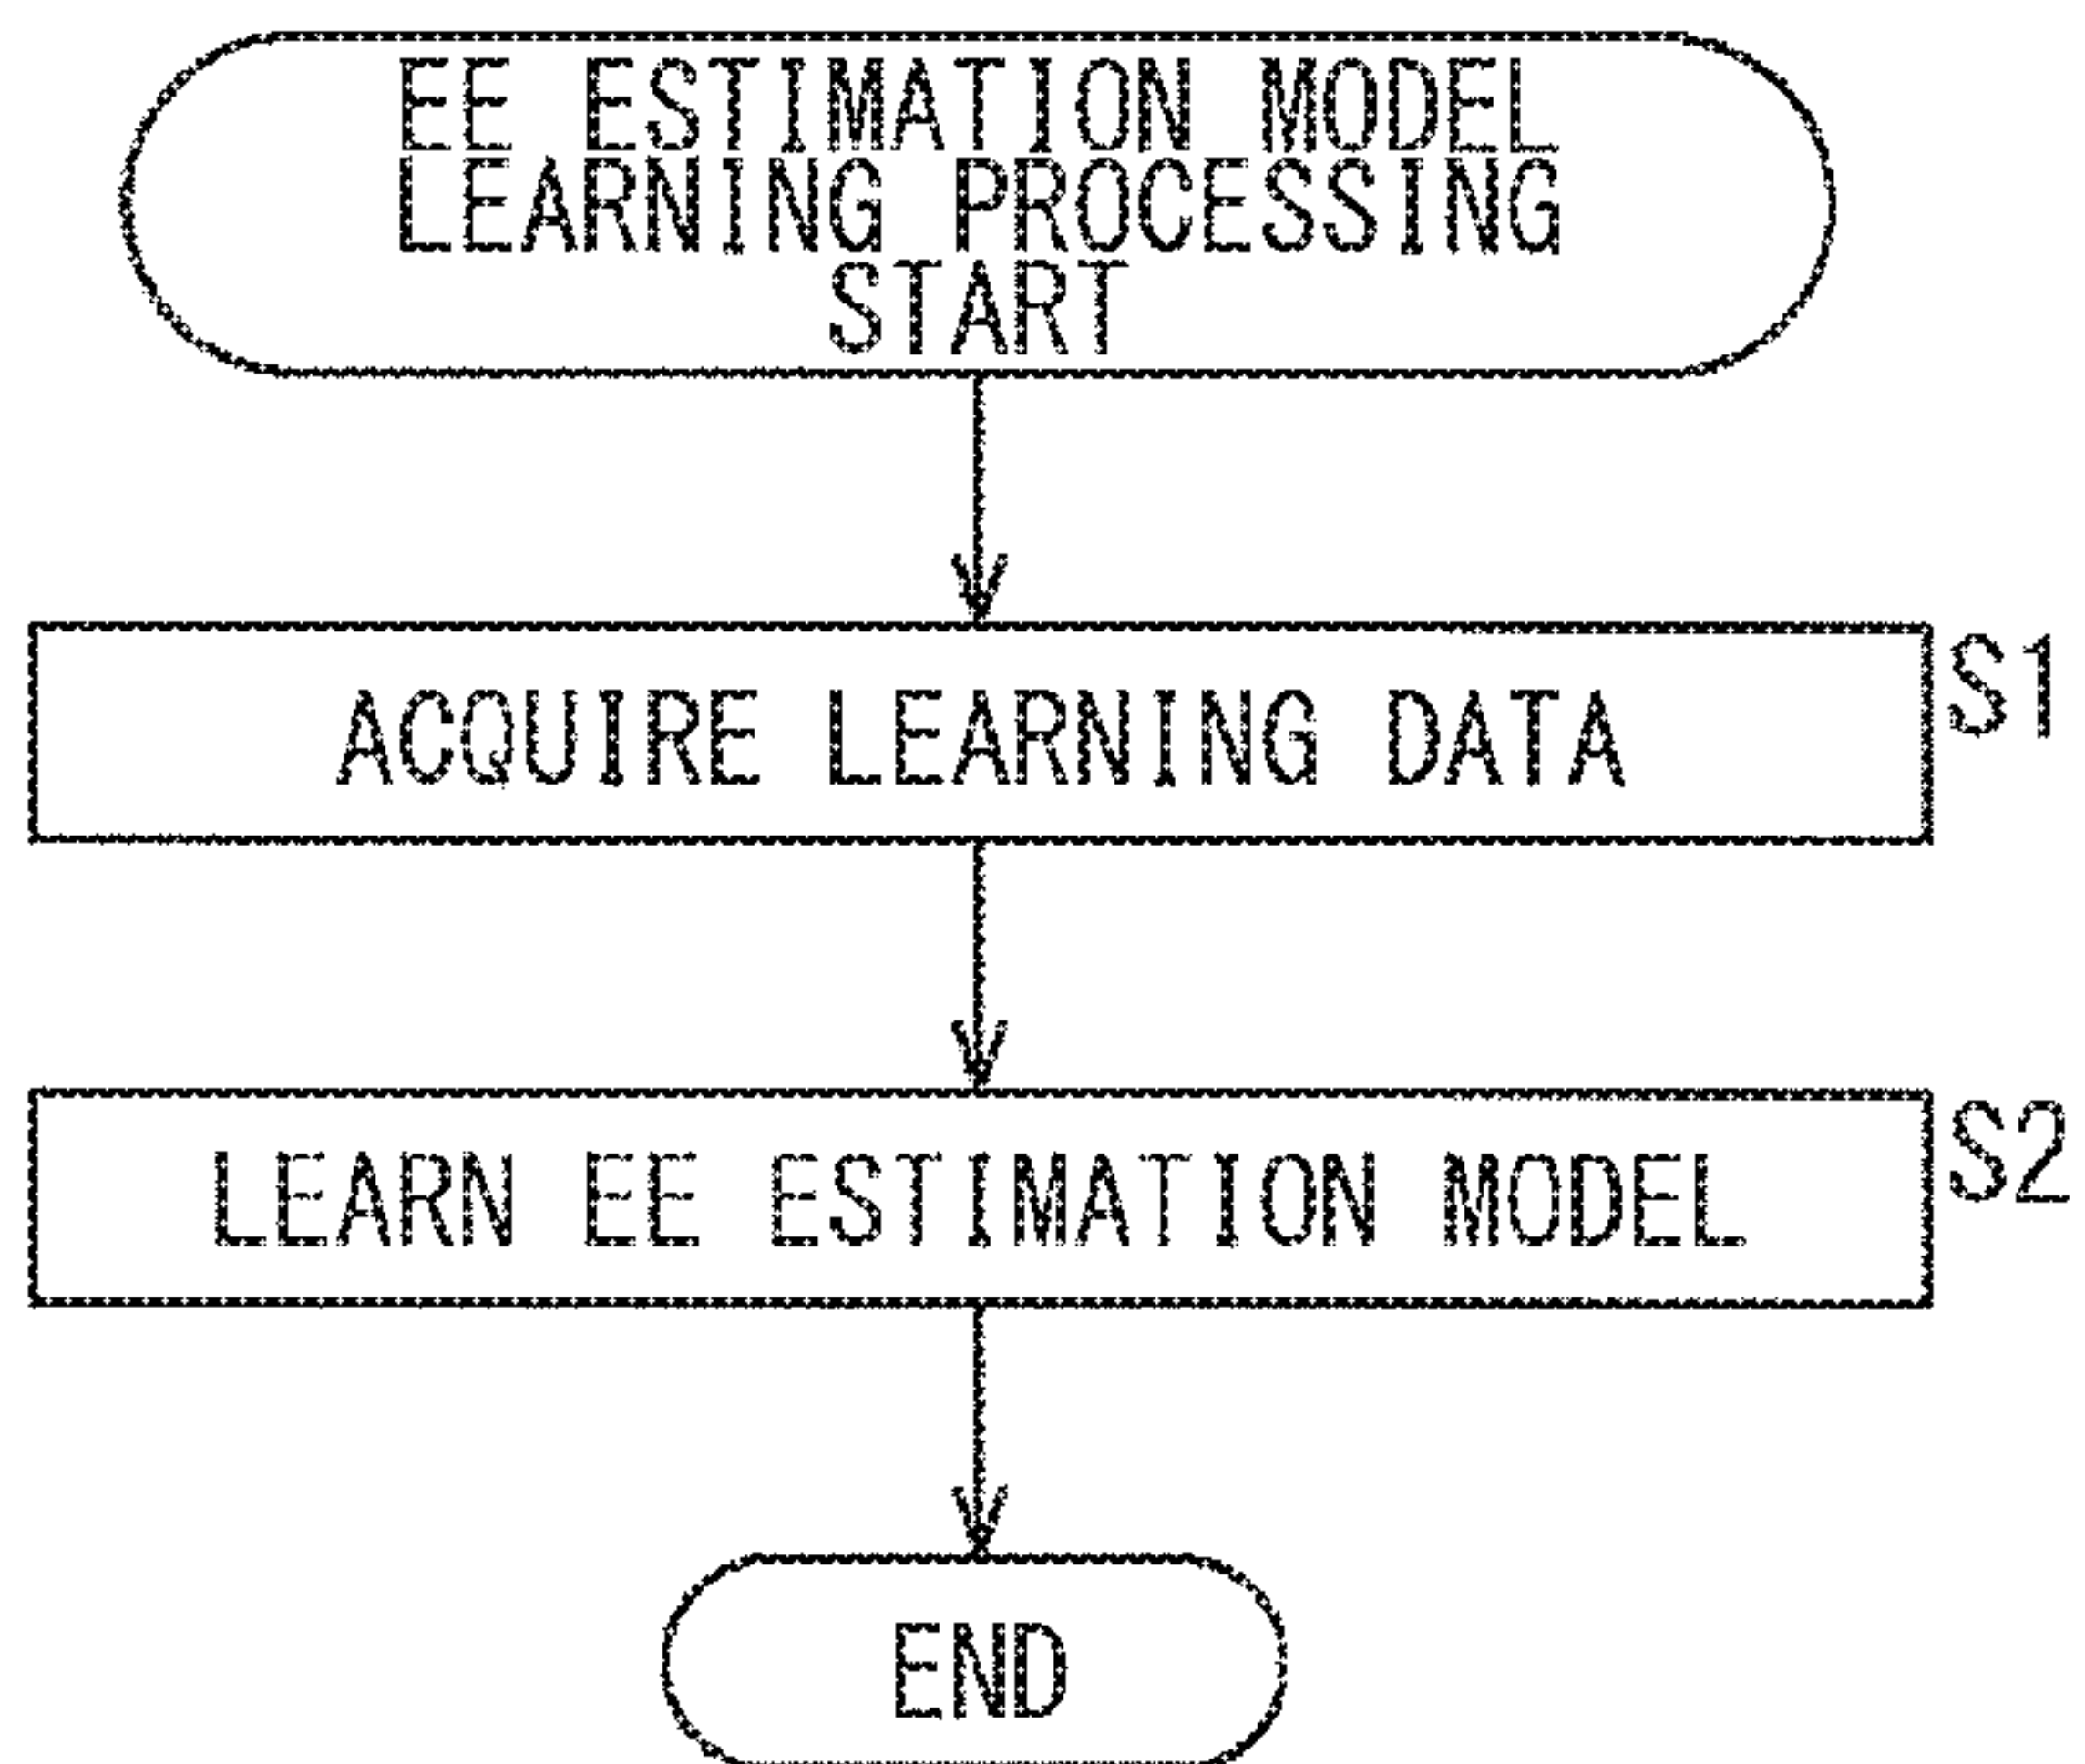 EE ESTIMATION MODEL
LEARNING PROCESSING
START
ACQUIRE LEARNING DATA
S1
LEARN EE ESTIMATION MODEL
S2
END